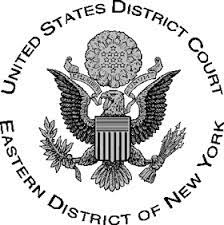 UNITED STATES DISTRICT COURT
EASTERN DISTRICT OF NEW YORK